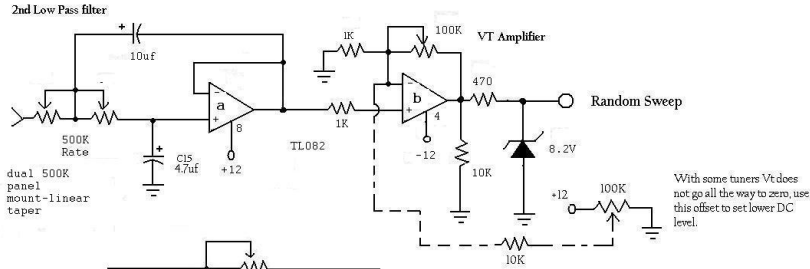 2nd Low Pass filter
+
10uf
500K
Rate
dual 500K
panel
mount-linear
taper
+
C15
4.7uf
-
+
a
8
+12
TL082
1K
1K
100K
VT Amplifier
-
+
b
4
-12
470
10K
8.2V
Random Sweep
+12
100K
10K
With some tuners Vt does
not go all the way to zero, use
this offset to set lower DC
level.